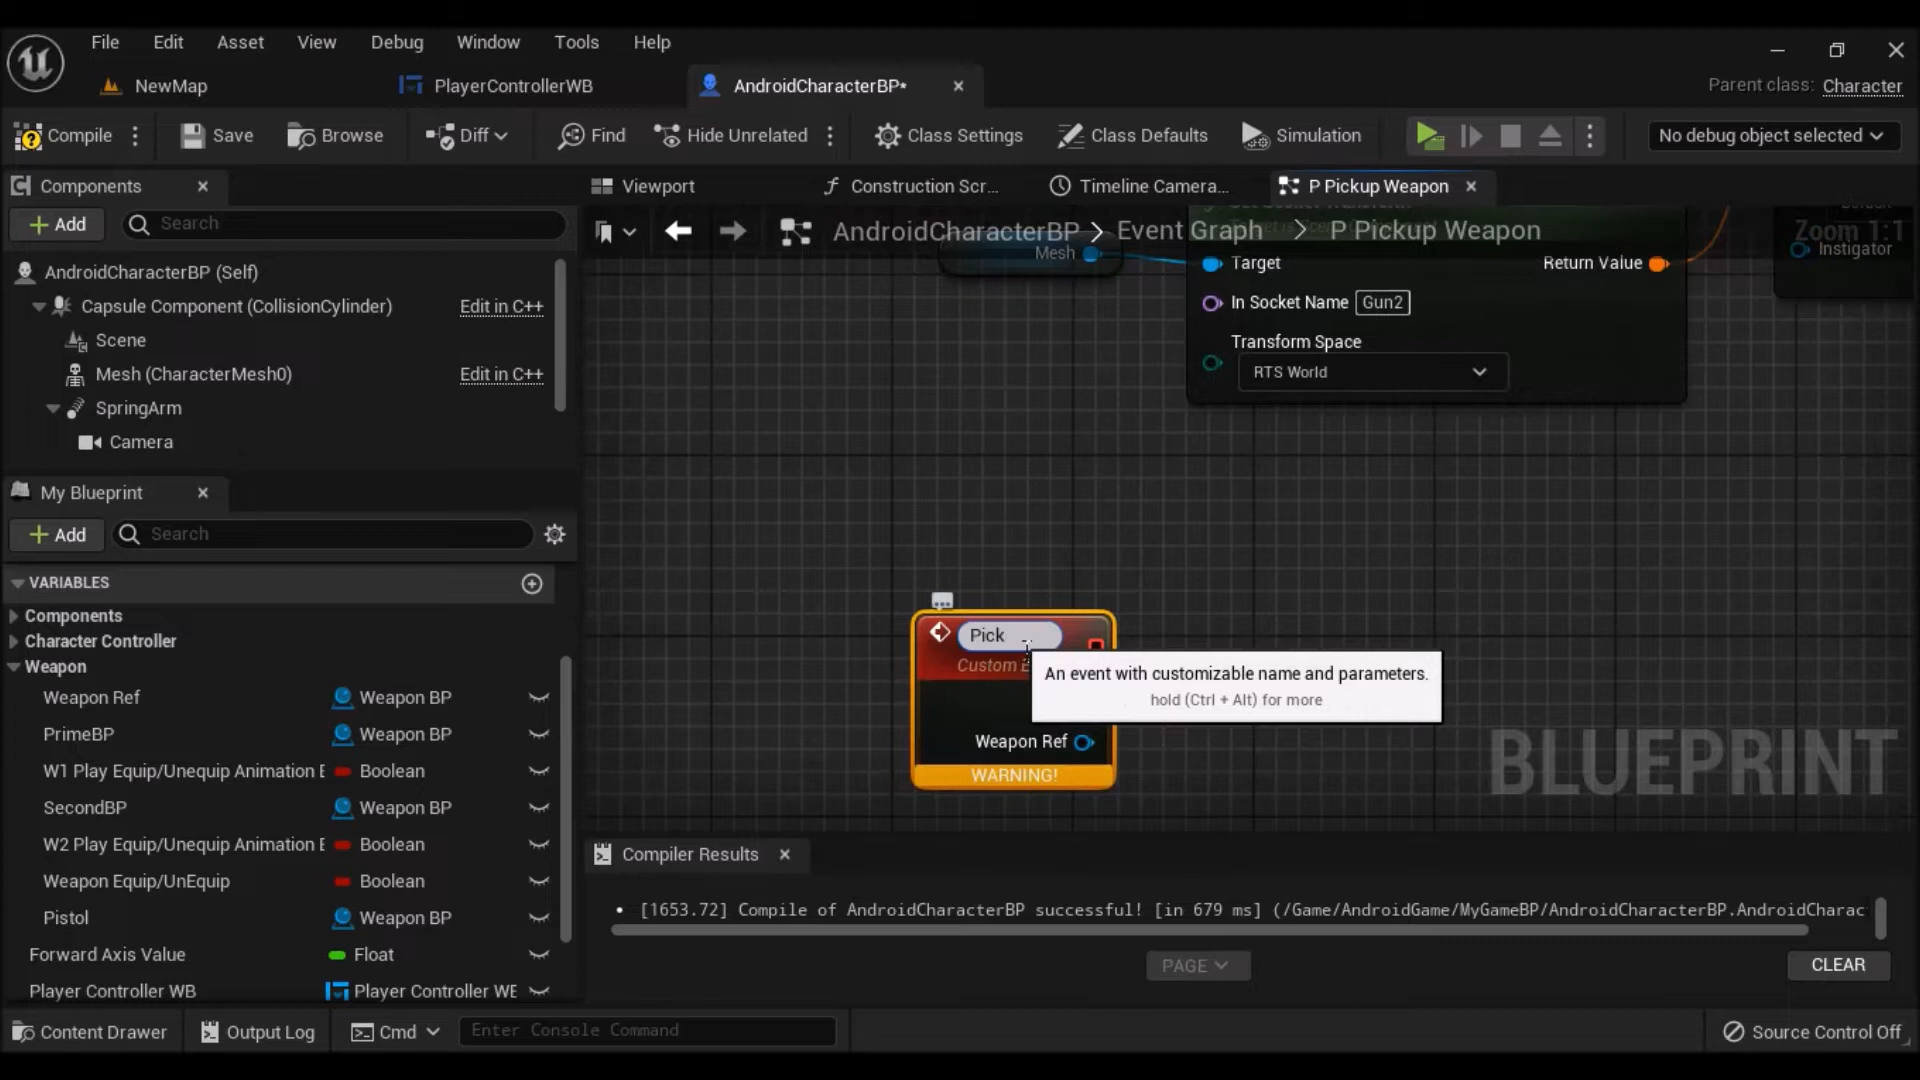 File Edit Asset View Debug Window Tools Help
NewMap PlayerControllerWB AndroidCharacterBP* Parent class: Character
Compile Save Browse Diff Find Hide Unrelated Class Settings Class Defaults Simulation No debug object selected
Components
Add Search
AndroidCharacterBP (Self)
Capsule Component (CollisionCylinder) Edit in C++
Scene
Mesh (CharacterMesh0) Edit in C++
SpringArm
Camera
My Blueprint
Add Search
VARIABLES
Components
Character Controller
Weapon
Weapon Ref Weapon BP
PrimeBP Weapon BP
W1 Play Equip/Unequip Animation E Boolean
SecondBP Weapon BP
W2 Play Equip/Unequip Animation E Boolean
Weapon Equip/UnEquip Boolean
Pistol Weapon BP
Forward Axis Value Float
Player Controller WB Player Controller WE
Viewport Construction Scr... Timeline Camera... P Pickup Weapon
AndroidCharacterBP > Event Graph > P Pickup Weapon
Zoom 1:1
Mesh Target Return Value Instigator
In Socket Name Gun2
Transform Space
RTS World
Pick
Custom E
An event with customizable name and parameters.
hold (Ctrl + Alt) for more
Weapon Ref
WARNING!
BLUEPRINT
Compiler Results
• [1653.72] Compile of AndroidCharacterBP successful! [in 679 ms] (/Game/AndroidGame/MyGameBP/AndroidCharacterBP.AndroidCharac
PAGE CLEAR
Content Drawer Output Log Cmd Enter Console Command Source Control Off